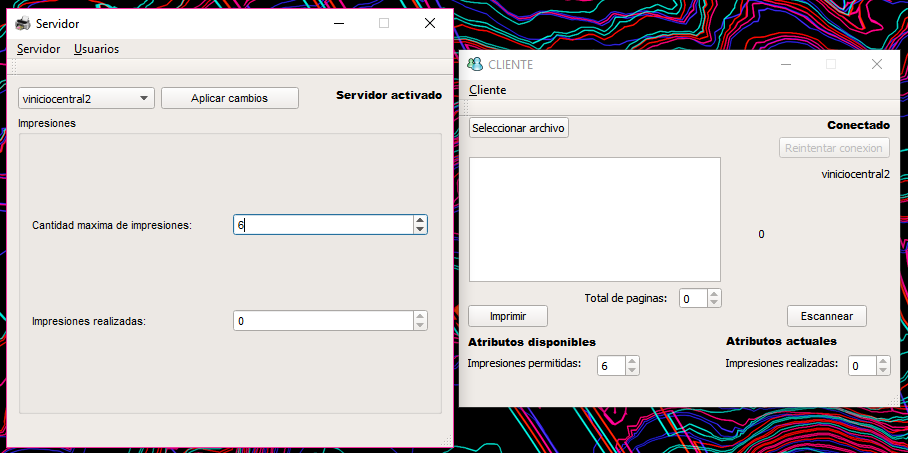 Servidor
Servidor Usuarios
viniciocentral2 Aplicar cambios Servidor activado
Impresiones
Cantidad maxima de impresiones: 6
Impresiones realizadas: 0
CLIENTE
Cliente
Seleccionar archivo Conectado
Reintentar conexion
viniciocentral2
0
Total de paginas: 0
Imprimir Escannear
Atributos disponibles Atributos actuales
Impresiones permitidas: 6 Impresiones realizadas: 0